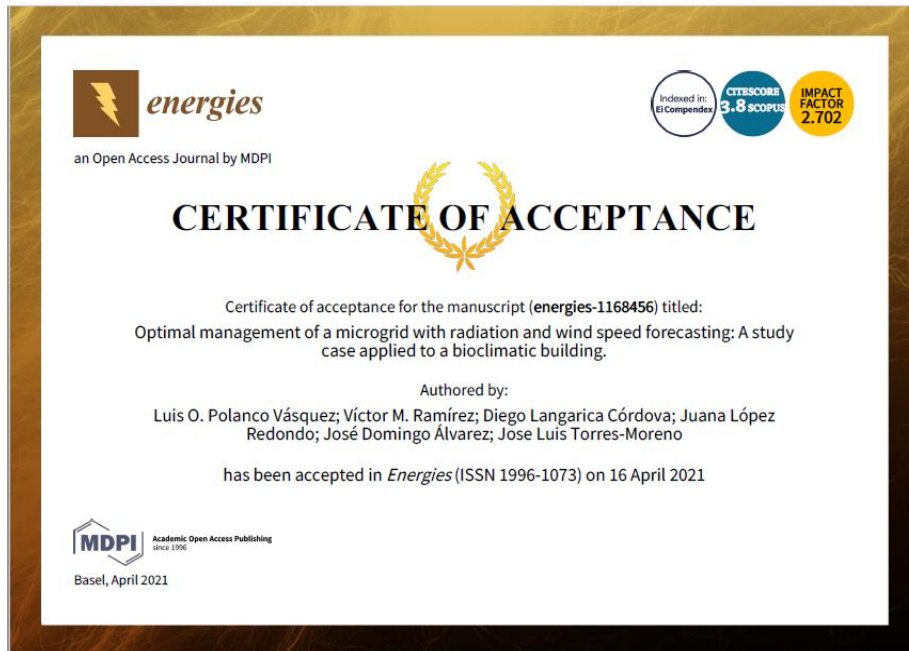 energies
an Open Access Journal by MDPI
Indexed in:
Ei Compendex
CITESCORE
3.8 SCOPUS
IMPACT
FACTOR
2.702
CERTIFICATE OF ACCEPTANCE
Certificate of acceptance for the manuscript (energies-1168456) titled:
Optimal management of a microgrid with radiation and wind speed forecasting: A study
case applied to a bioclimatic building.
Authored by:
Luis O. Polanco Vásquez; Víctor M. Ramírez; Diego Langarica Córdova; Juana López
Redondo; José Domingo Álvarez; Jose Luis Torres-Moreno
has been accepted in Energies (ISSN 1996-1073) on 16 April 2021
MDPI
Academic Open Access Publishing
since 1996
Basel, April 2021